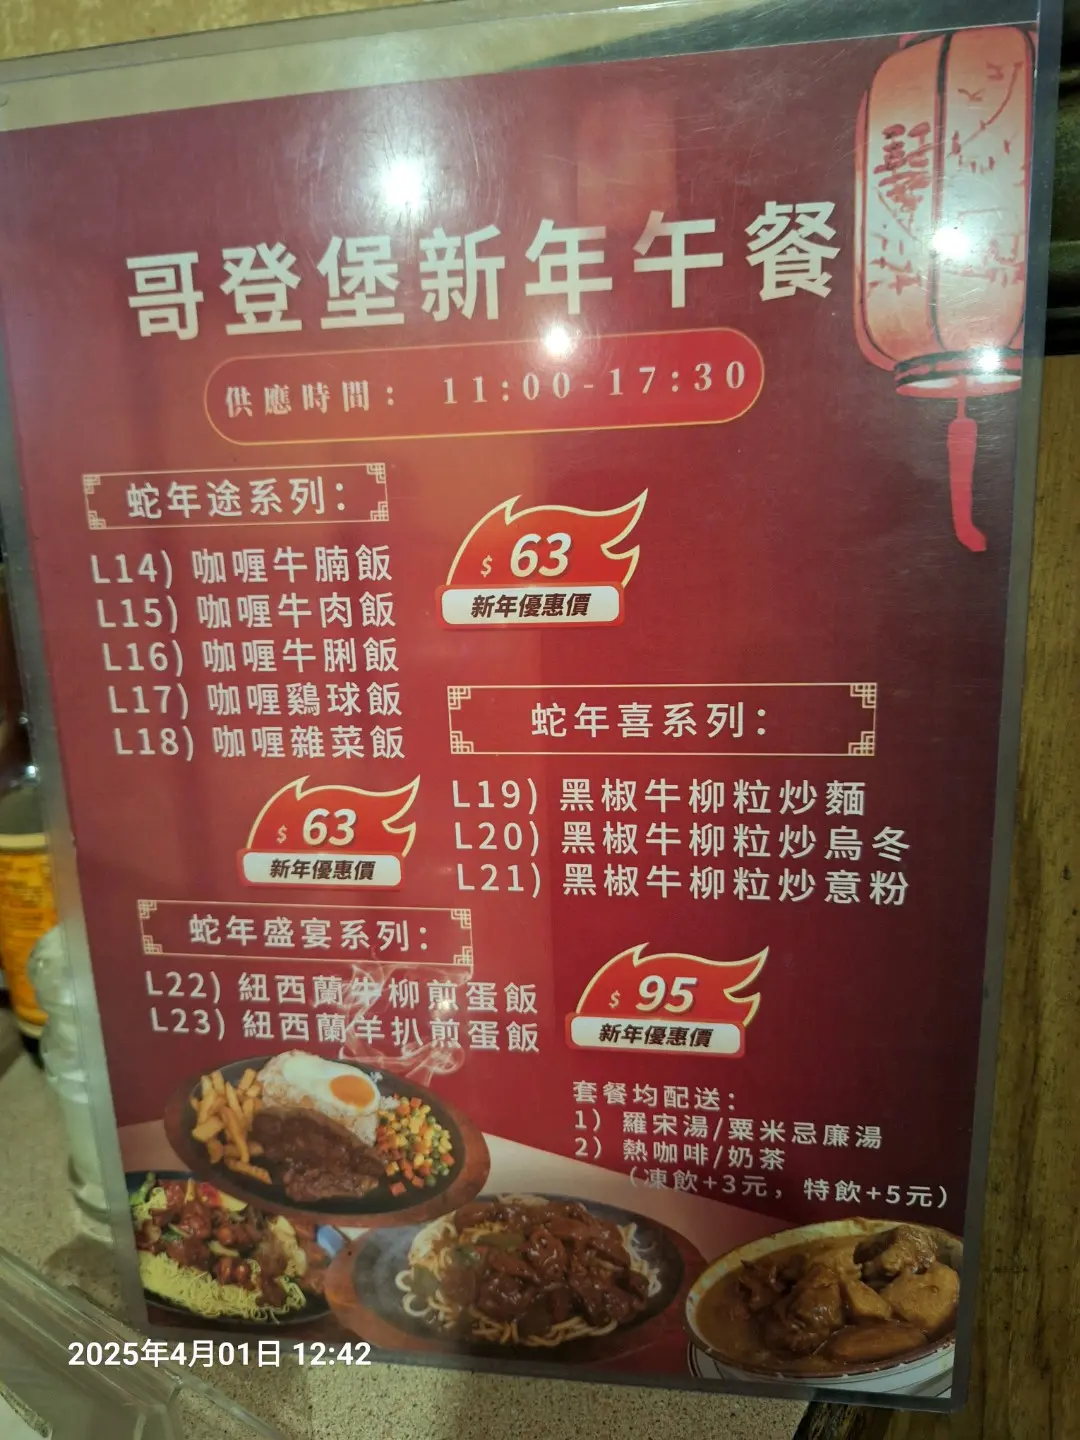 哥登堡新年午餐
供應時間： 11:00-17:30
蛇年途系列：
L14) 咖喱牛腩飯
L15) 咖喱牛肉飯
L16) 咖喱牛脷飯
L17) 咖喱鷄球飯
L18) 咖喱雜菜飯
$ 63
新年優惠價
蛇年喜系列：
L19) 黑椒牛柳粒炒麵
L20) 黑椒牛柳粒炒烏冬
L21) 黑椒牛柳粒炒意粉
$ 63
新年優惠價
蛇年盛宴系列：
L22) 紐西蘭牛柳煎蛋飯
L23) 紐西蘭羊扒煎蛋飯
$ 95
新年優惠價
套餐均配送：
1) 羅宋湯/粟米忌廉湯
2) 熱咖啡/奶茶
（凍飲+3元，特飲+5元）
2025年4月01日 12:42